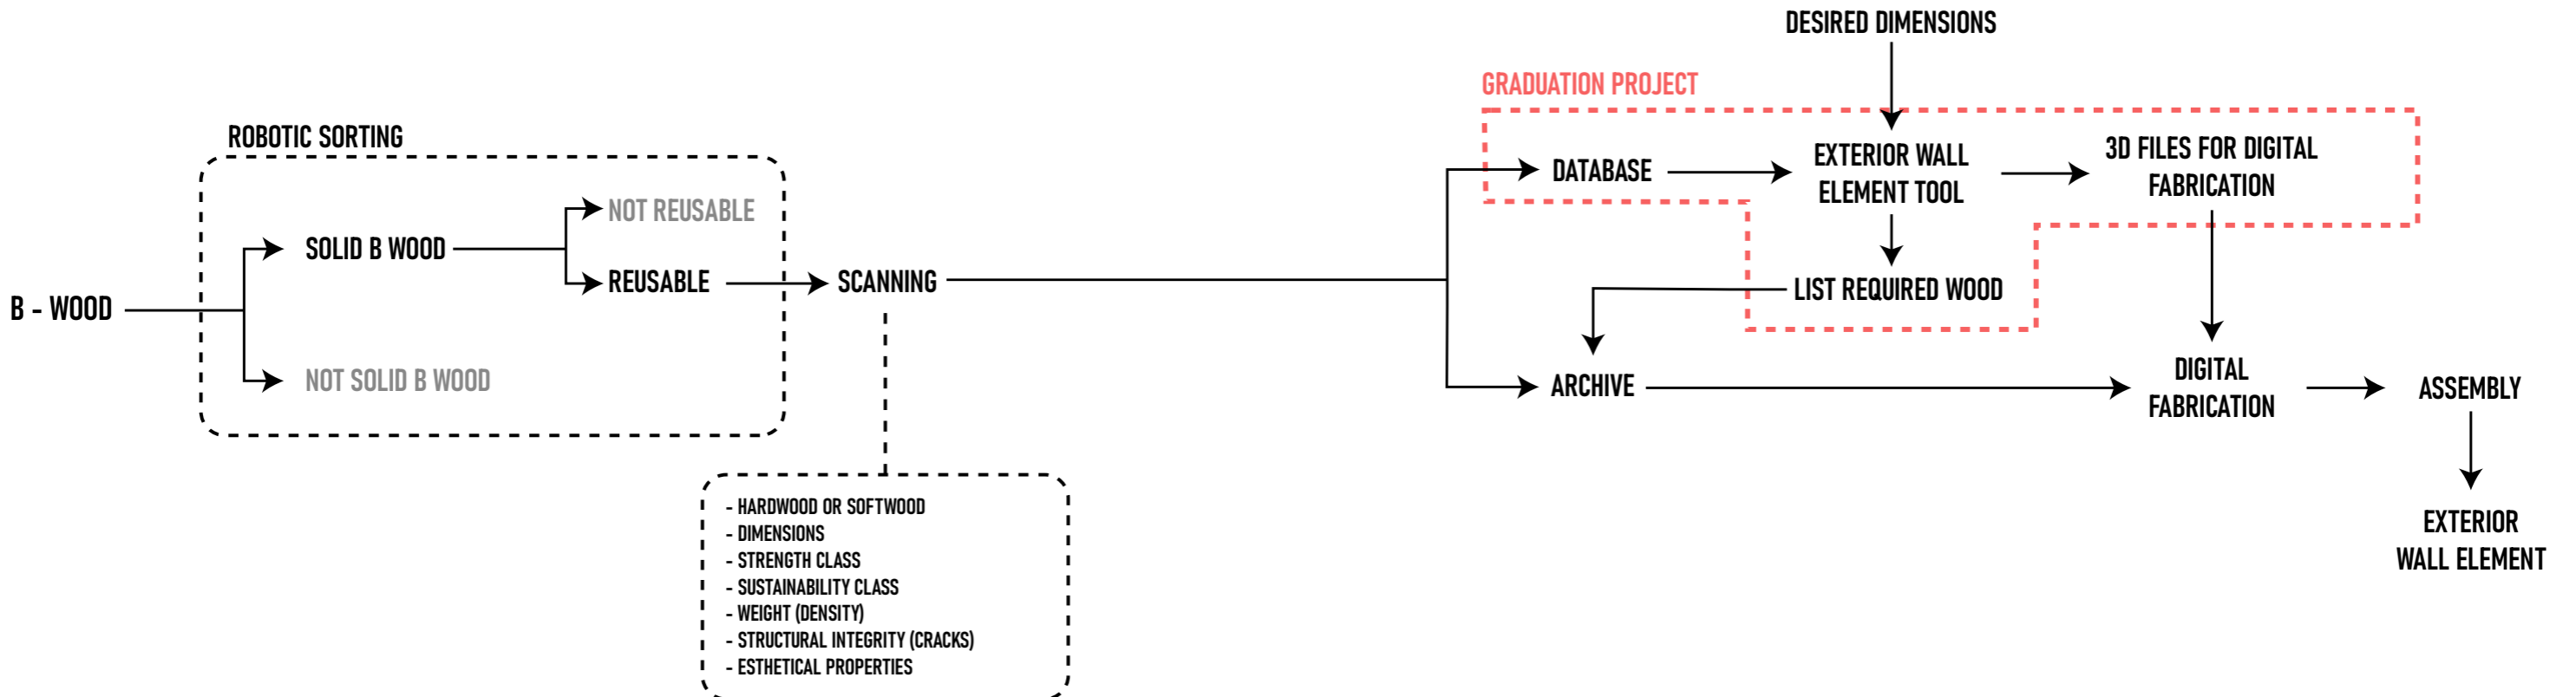 DESIRED DIMENSIONS
GRADUATION PROJECT
ROBOTIC SORTING
DATABASE
EXTERIOR WALL
ELEMENT TOOL
3D FILES FOR DIGITAL
FABRICATION
NOT REUSABLE
SOLID B WOOD
REUSABLE
SCANNING
LIST REQUIRED WOOD
B - WOOD
NOT SOLID B WOOD
ARCHIVE
DIGITAL
FABRICATION
ASSEMBLY
- HARDWOOD OR SOFTWOOD
- DIMENSIONS
- STRENGTH CLASS
- SUSTAINABILITY CLASS
- WEIGHT (DENSITY)
- STRUCTURAL INTEGRITY (CRACKS)
- ESTHETICAL PROPERTIES
EXTERIOR
WALL ELEMENT